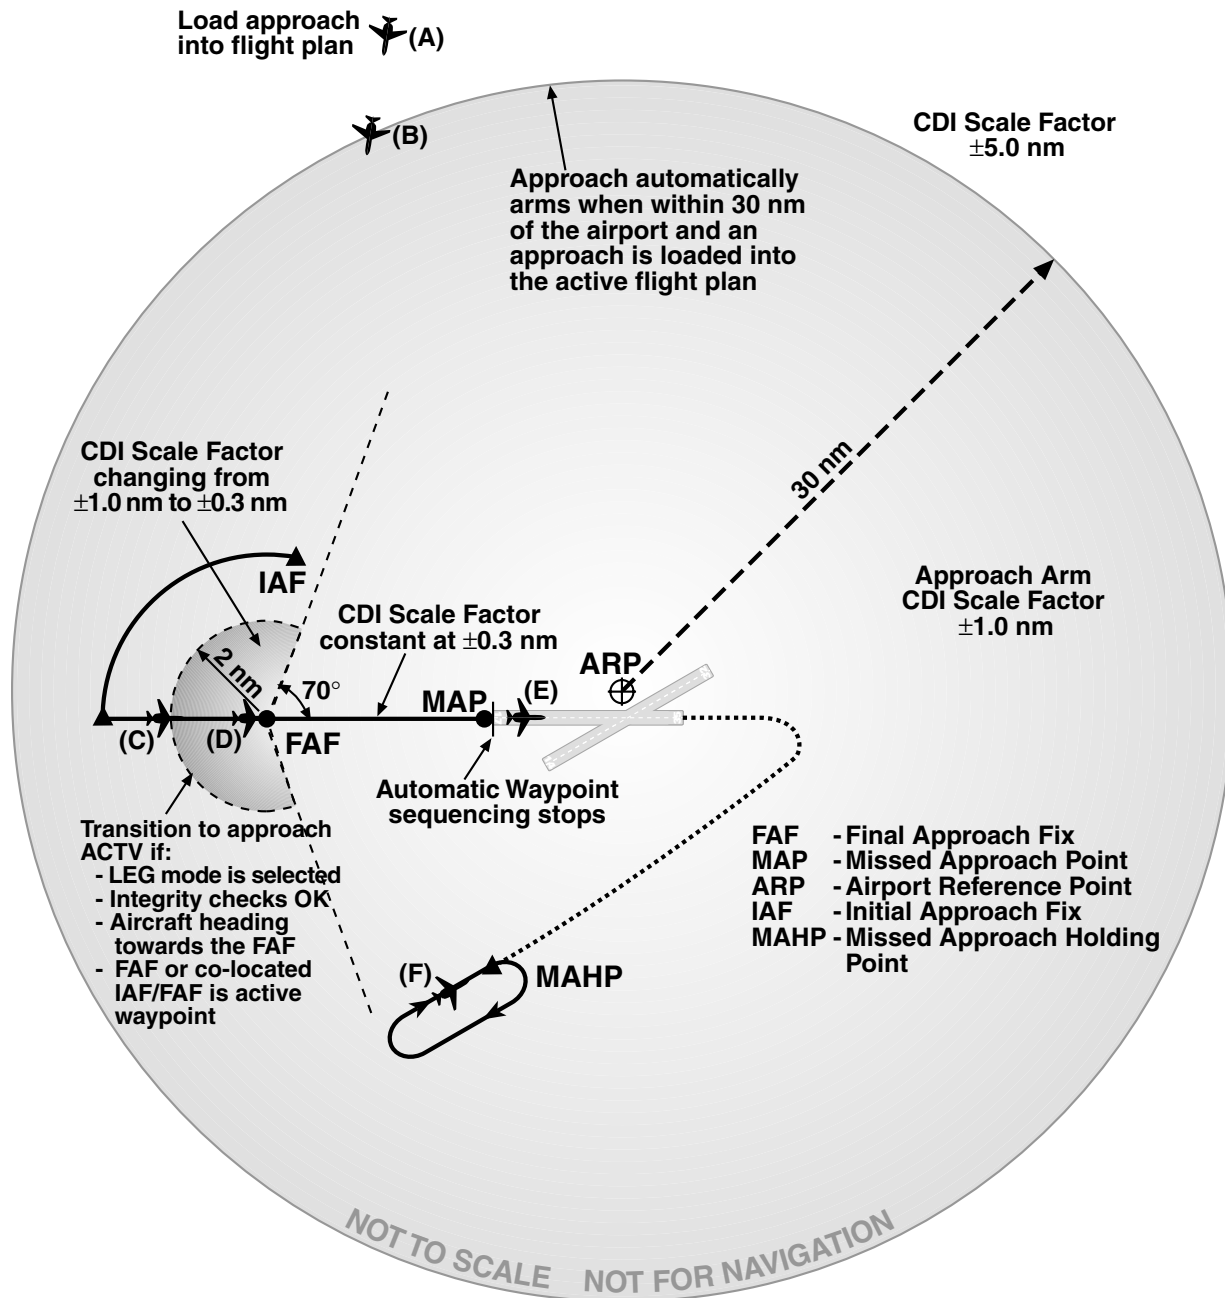 Load approach
into flight plan
(A)
(B)
CDI Scale Factor
±5.0 nm
Approach automatically
arms when within 30 nm
of the airport and an
approach is loaded into
the active flight plan
30 nm
CDI Scale Factor
changing from
±1.0 nm to ±0.3 nm
IAF
Approach Arm
CDI Scale Factor
±1.0 nm
CDI Scale Factor
constant at ±0.3 nm
2 nm
70°
ARP
MAP
(E)
(C)
(D)
FAF
Automatic Waypoint
sequencing stops
Transition to approach
ACTV if:
- LEG mode is selected
- Integrity checks OK
- Aircraft heading
towards the FAF
- FAF or co-located
IAF/FAF is active
waypoint
FAF - Final Approach Fix
MAP - Missed Approach Point
ARP - Airport Reference Point
IAF - Initial Approach Fix
MAHP - Missed Approach Holding
Point
(F)
MAHP
NOT TO SCALE NOT FOR NAVIGATION